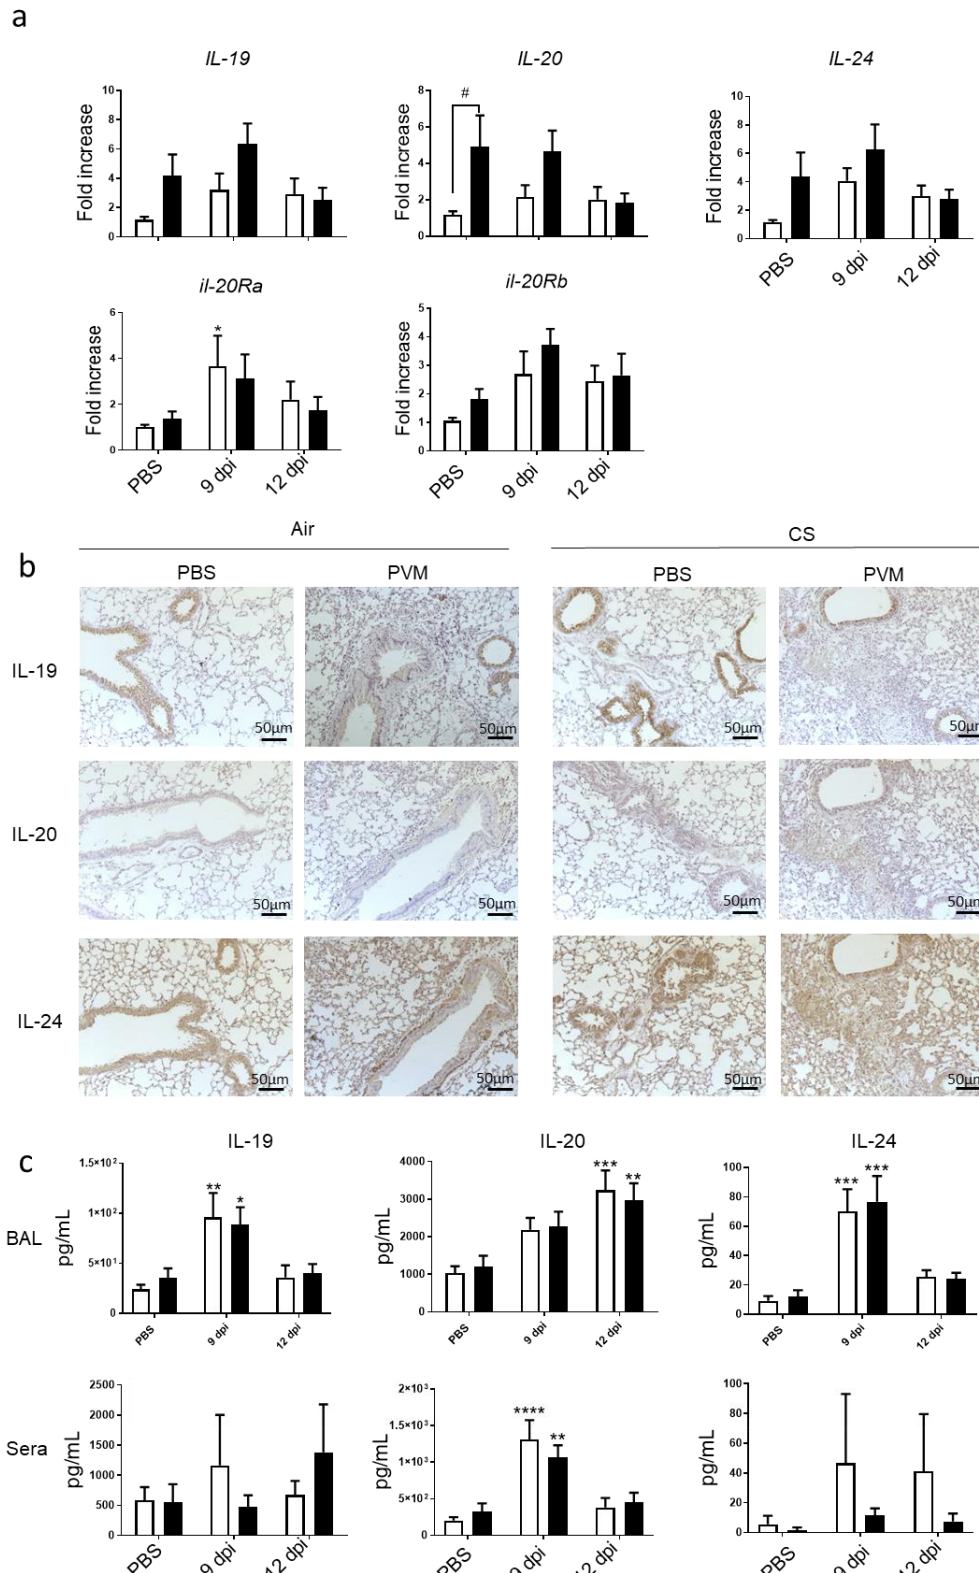 a
IL-19
IL-20
IL-24
Fold increase
0
2
4
6
8
10
Fold increase
0
2
4
6
8
#
Fold increase
0
2
4
6
8
10
PBS
9 dpi
12 dpi
il-20Ra
il-20Rb
Fold increase
0
2
4
6
*
PBS
9 dpi
12 dpi
Fold increase
0
1
2
3
4
5
PBS
9 dpi
12 dpi
Air
CS
b
PBS
PVM
PBS
PVM
IL-19
50µm
50µm
50µm
50µm
IL-20
50µm
50µm
50µm
50µm
IL-24
50µm
50µm
50µm
50µm
c
IL-19
IL-20
IL-24
BAL
pg/mL
0
5×10¹
1×10²
1.5×10²
**
*
PBS
9 dpi
12 dpi
pg/mL
0
1000
2000
3000
4000
***
**
PBS
9 dpi
12 dpi
pg/mL
0
20
40
60
80
100
***
***
PBS
9 dpi
12 dpi
Sera
pg/mL
0
500
1000
1500
2000
2500
PBS
9 dpi
12 dpi
pg/mL
0
5×10²
1×10³
1.5×10³
2×10³
****
**
PBS
9 dpi
12 dpi
pg/mL
0
20
40
60
80
100
PBS
9 dpi
12 dpi